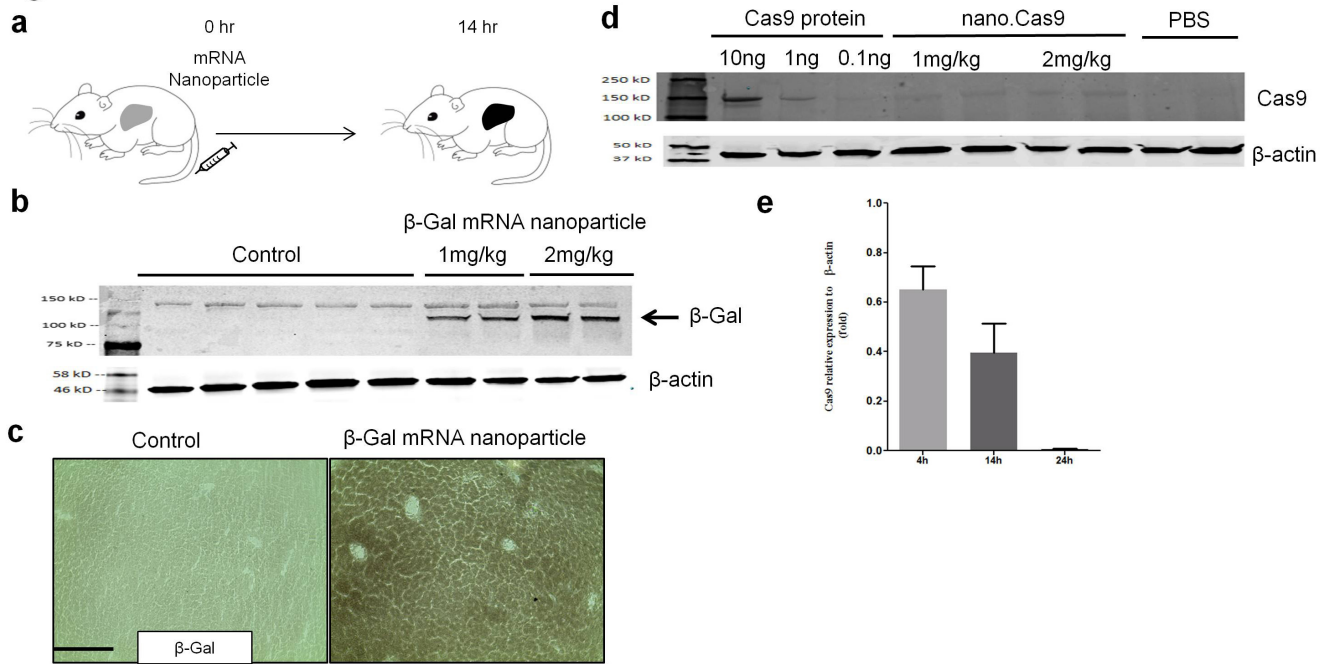 a
0 hr
14 hr
mRNA
Nanoparticle
b
β-Gal mRNA nanoparticle
Control
1mg/kg
2mg/kg
150 kD
100 kD
75 kD
β-Gal
58 kD
46 kD
β-actin
c
Control
β-Gal mRNA nanoparticle
β-Gal
d
Cas9 protein
nano.Cas9
PBS
10ng
1ng
0.1ng
1mg/kg
2mg/kg
250 kD
150 kD
100 kD
Cas9
50 kD
37 kD
β-actin
e
Cas9 relative expression to β-actin
(fold)
1.0
0.8
0.6
0.4
0.2
0.0
4h
14h
24h